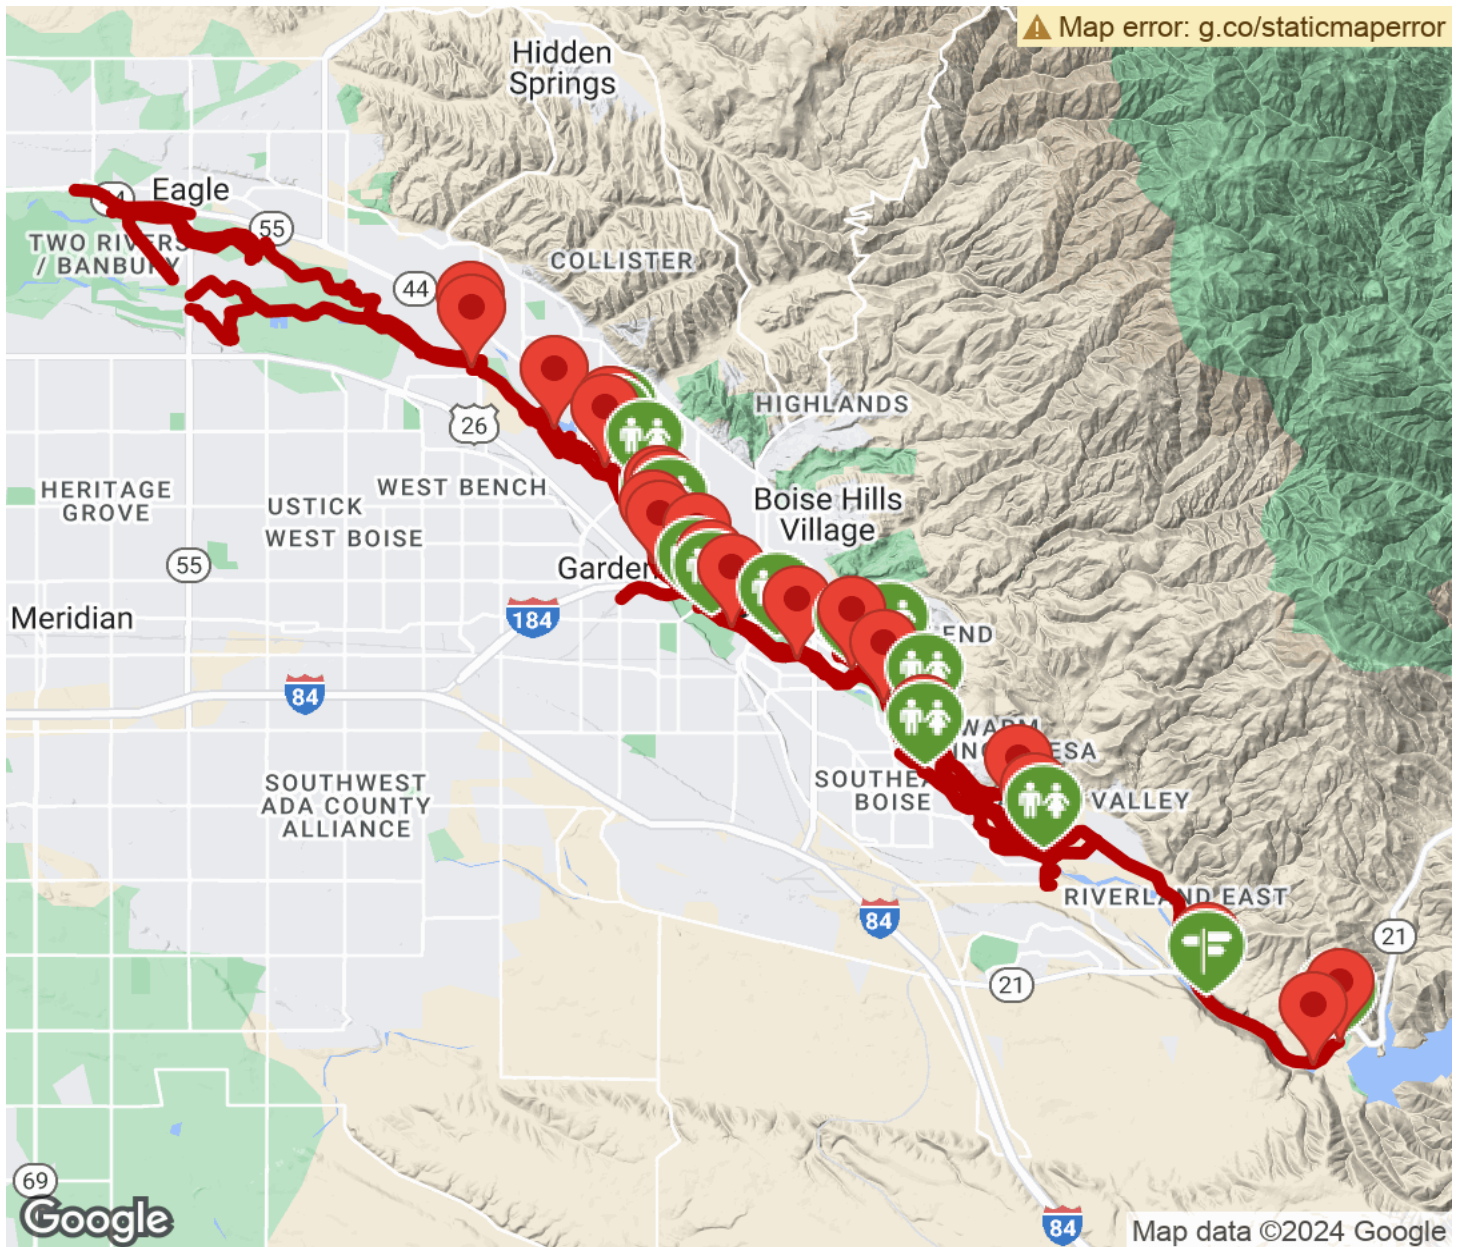 Map error: g.co/staticmaperror
Hidden
Springs
Eagle
55
TWO RIVERS
/ BANBURY
COLLISTER
44
HIGHLANDS
26
HERITAGE
GROVE
WEST BENCH
USTICK
WEST BOISE
Boise Hills
Village
55
Garden
Meridian
184
84
SOUTHWEST
ADA COUNTY
ALLIANCE
BOISE
VALLEY
RIVERLAND EAST
84
21
21
69
Google
84
Map data ©2024 Google